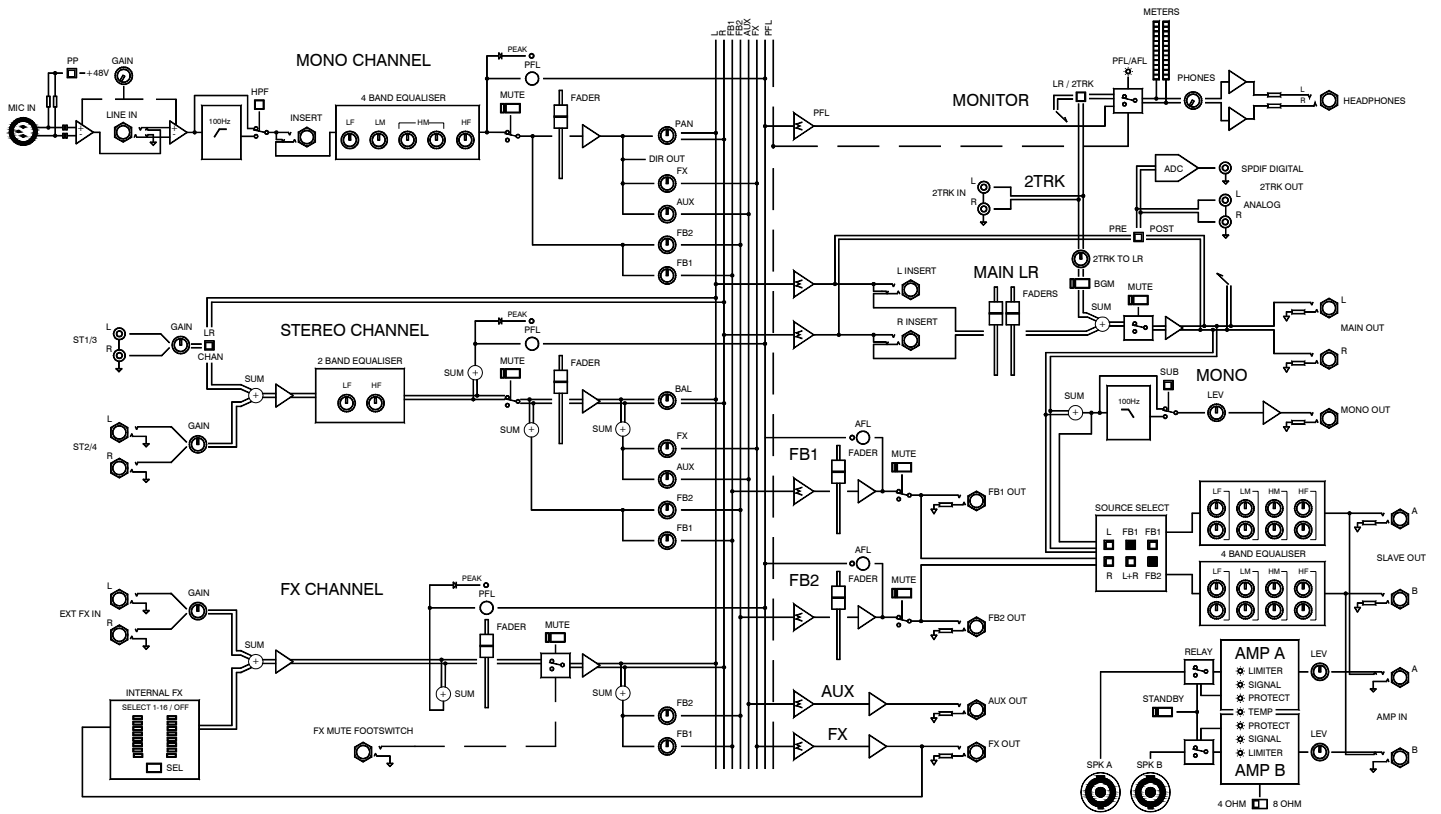 METERS
L
R
FB1
FB2
AUX
FX
PFL
MONO CHANNEL
PEAK
PFL
PP
+48V
GAIN
MIC IN
LINE IN
HPF
100Hz
INSERT
4 BAND EQUALISER
LF
LM
HM
HF
MUTE
FADER
PAN
DIR OUT
FX
AUX
FB2
FB1
MONITOR
PFL
LR / 2TRK
PFL/AFL
PHONES
L
R
HEADPHONES
2TRK
2TRK IN
L
R
ADC
SPDIF DIGITAL
2TRK OUT
L
ANALOG
R
PRE
POST
2TRK TO LR
BGM
MAIN LR
L INSERT
R INSERT
FADERS
SUM
MUTE
L
MAIN OUT
R
STEREO CHANNEL
ST1/3
L
R
GAIN
LR
CHAN
SUM
2 BAND EQUALISER
LF
HF
PEAK
PFL
SUM
MUTE
FADER
SUM
SUM
BAL
FX
AUX
FB2
FB1
ST2/4
L
R
GAIN
SUB
MONO
SUM
100Hz
LEV
MONO OUT
FB1
AFL
FADER
MUTE
FB1 OUT
SOURCE SELECT
L
FB1
FB1
R
L+R
FB2
LF
LM
HM
HF
4 BAND EQUALISER
LF
LM
HM
HF
A
SLAVE OUT
B
FB2
AFL
FADER
MUTE
FB2 OUT
FX CHANNEL
EXT FX IN
L
R
GAIN
SUM
PEAK
PFL
FADER
MUTE
SUM
SUM
FB2
FB1
INTERNAL FX
SELECT 1-16 / OFF
SEL
FX MUTE FOOTSWITCH
AUX
AUX OUT
FX
FX OUT
RELAY
STANDBY
SPK A
SPK B
AMP A
LIMITER
SIGNAL
PROTECT
TEMP
PROTECT
SIGNAL
LIMITER
AMP B
LEV
LEV
A
AMP IN
B
4 OHM
8 OHM